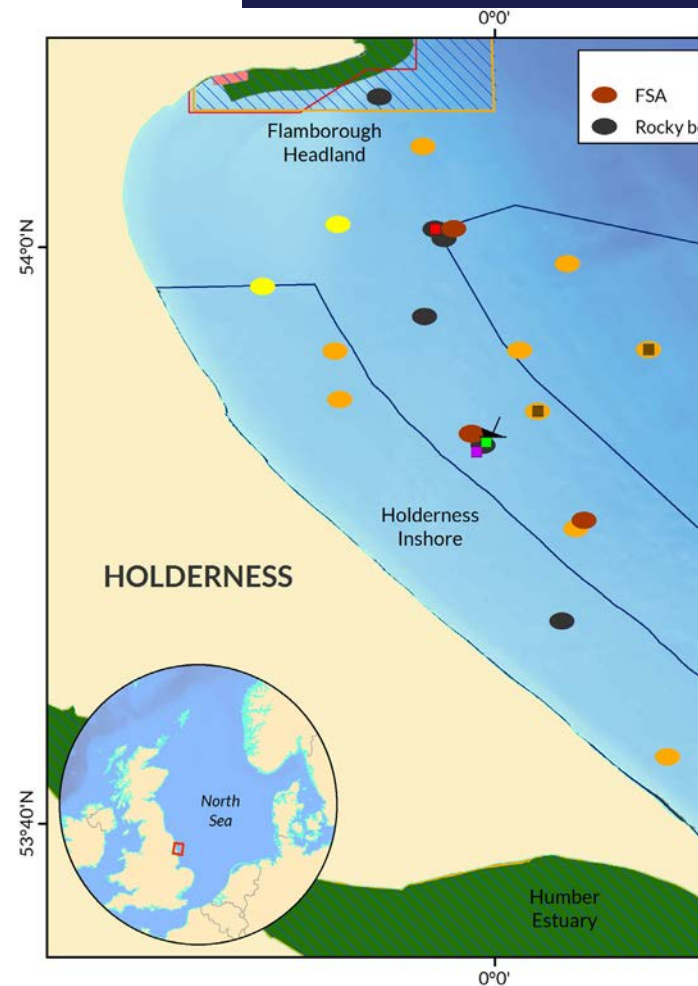 0°0'
FSA
Rocky
Flamborough
Headland
54°0'N
Holderness
Inshore
HOLDERNESS
North
Sea
53°40'N
Humber
Estuary
0°0'